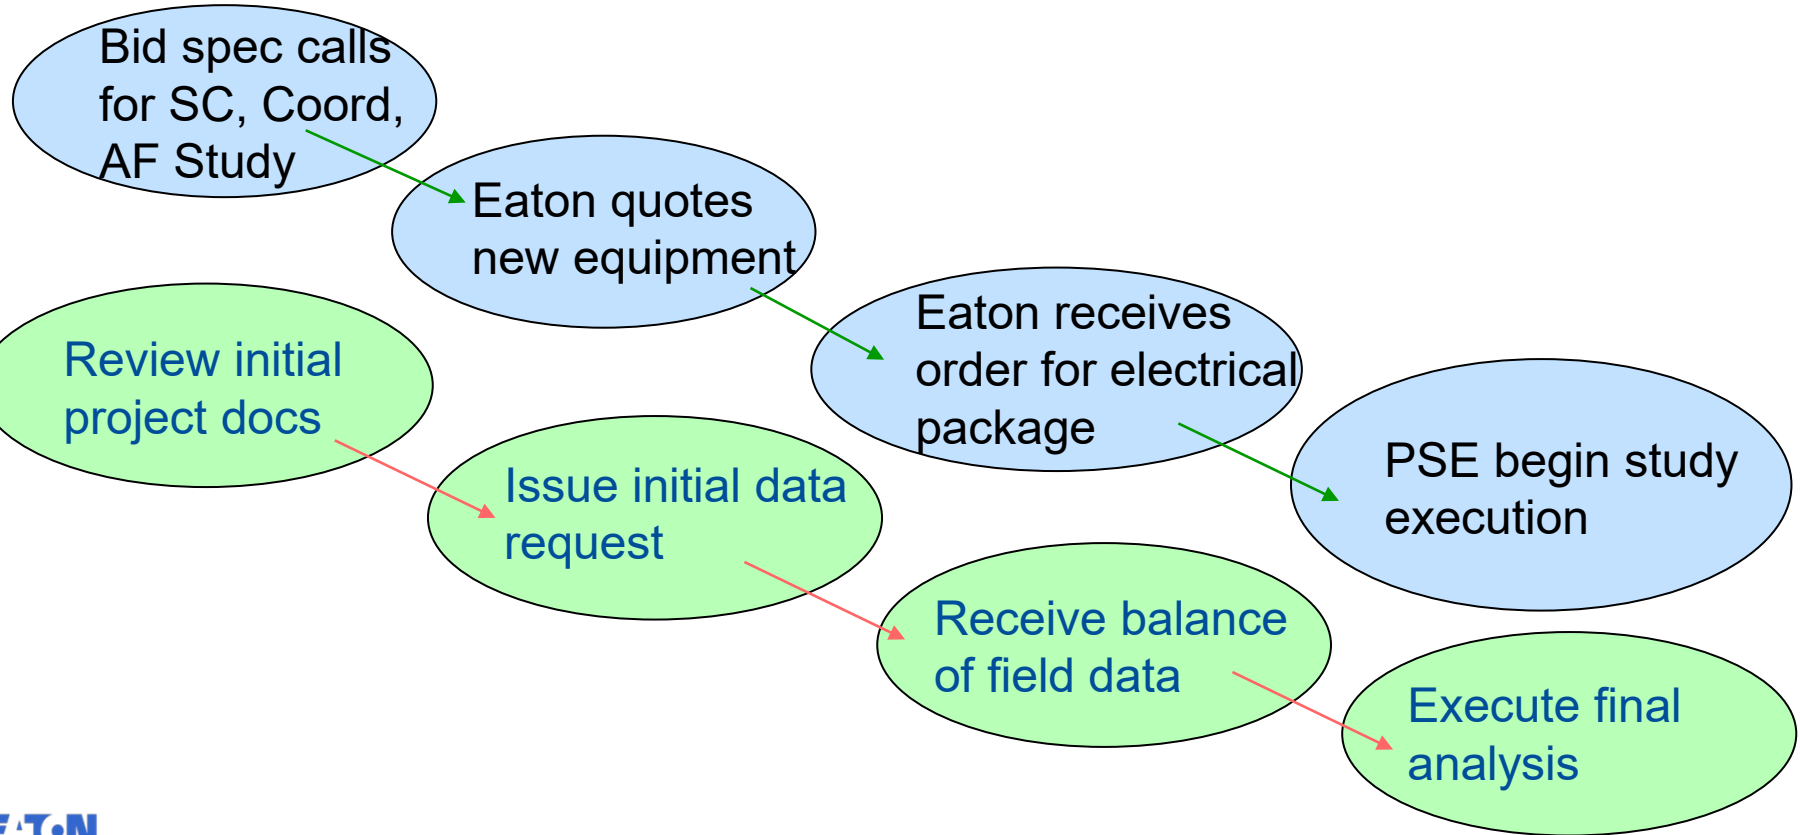 Bid spec calls
for SC, Coord,
AF Study
Eaton quotes
new equipment
Eaton receives
order for electrical
package
PSE begin study
execution
Review initial
project docs
Issue initial data
request
Receive balance
of field data
Execute final
analysis
EATON